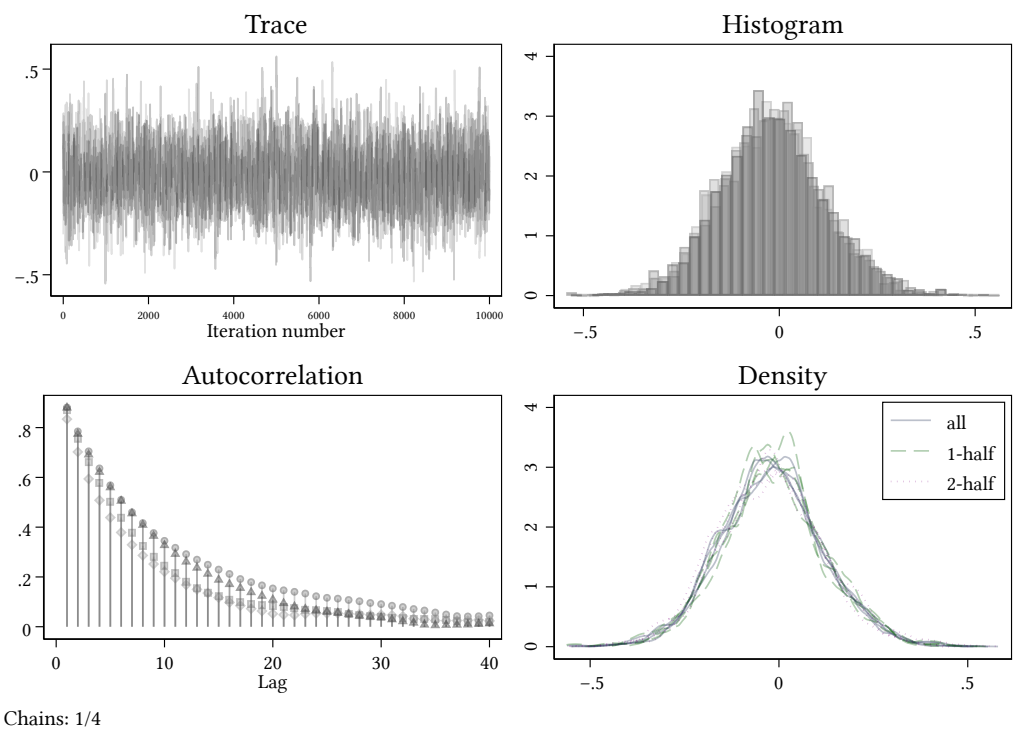 Trace
.5
0
−.5
0 2000 4000 6000 8000 10000
Iteration number
Histogram
4
3
2
1
0
−.5 0 .5
Autocorrelation
.8
.6
.4
.2
0
0 10 20 30 40
Lag
Density
4
3
2
1
0
−.5 0 .5
all
1-half
2-half
Chains: 1/4